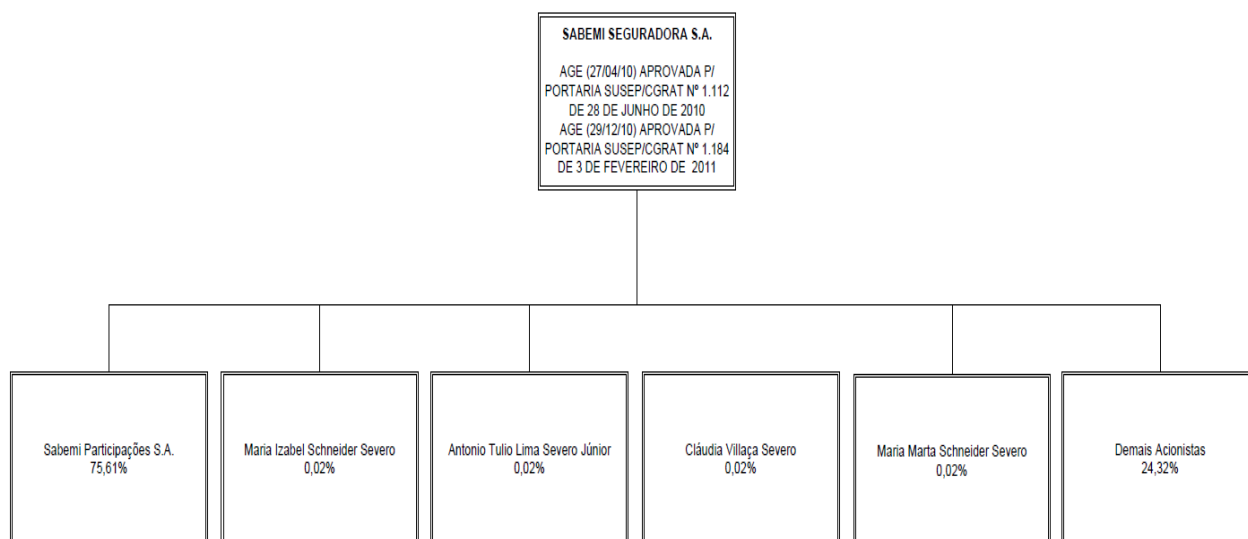 SABEMI SEGURADORA S.A.
AGE (27/04/10) APROVADA P/
PORTARIA SUSEP/CGRAT Nº 1.112
DE 28 DE JUNHO DE 2010
AGE (29/12/10) APROVADA P/
PORTARIA SUSEP/CGRAT Nº 1.184
DE 3 DE FEVEREIRO DE 2011
Sabemi Participações S.A.
75,61%
Maria Izabel Schneider Severo
0,02%
Antonio Tulio Lima Severo Júnior
0,02%
Cláudia Villaça Severo
0,02%
Maria Marta Schneider Severo
0,02%
Demais Acionistas
24,32%